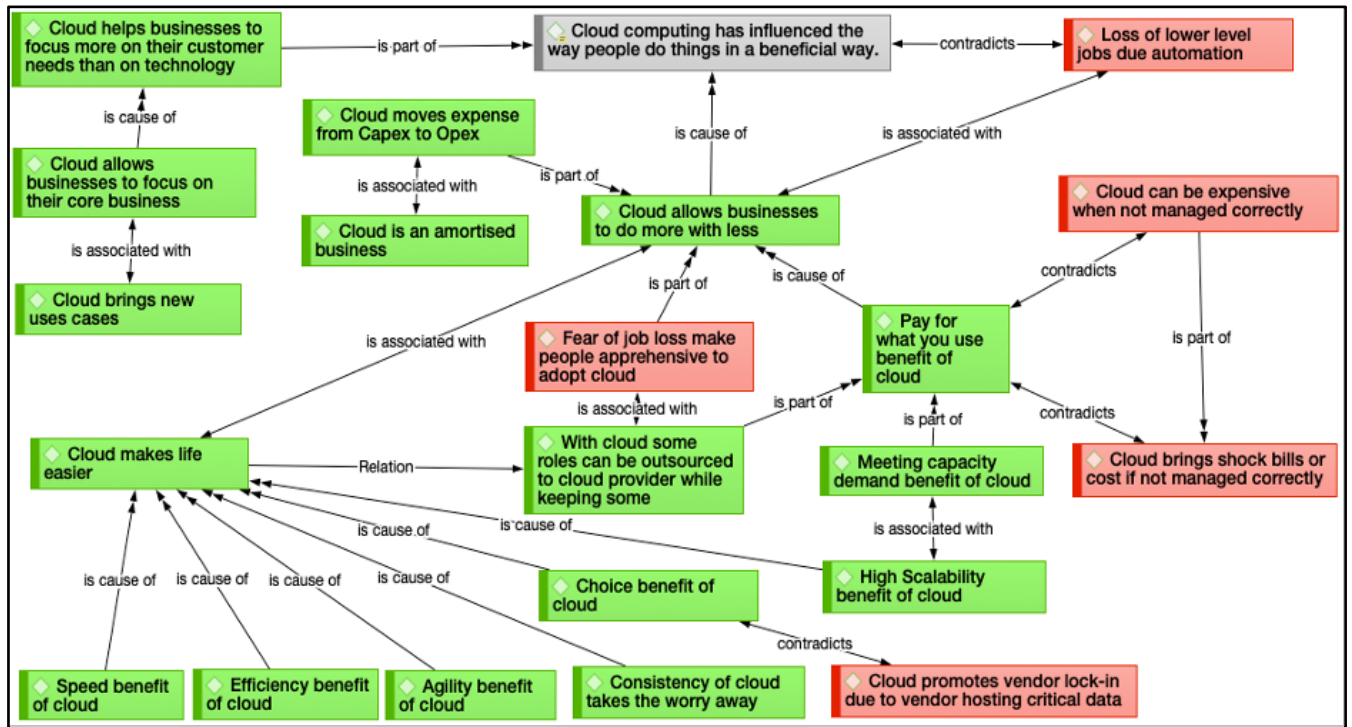 Cloud helps businesses to
focus more on their customer
needs than on technology
is part of
Cloud computing has influenced the
way people do things in a beneficial way.
contradicts
Loss of lower level
jobs due automation
is cause of
Cloud moves expense
from Capex to Opex
is cause of
is associated with
Cloud allows
businesses to focus on
their core business
is associated with
is part of
Cloud is an amortised
business
Cloud allows businesses
to do more with less
Cloud can be expensive
when not managed correctly
is associated with
Cloud brings new
uses cases
is part of
is cause of
contradicts
is associated with
Fear of job loss make
people apprehensive to
adopt cloud
Pay for
what you use
benefit of
cloud
is part of
is associated with
is part of
is part of
contradicts
Cloud makes life
easier
Relation
With cloud some
roles can be outsourced
to cloud provider while
keeping some
Meeting capacity
demand benefit of cloud
Cloud brings shock bills or
cost if not managed correctly
is cause of
is cause of
is associated with
is cause of
is cause of
is cause of
is cause of
Choice benefit of
cloud
High Scalability
benefit of cloud
contradicts
Speed benefit
of cloud
Efficiency benefit
of cloud
Agility benefit
of cloud
Consistency of cloud
takes the worry away
Cloud promotes vendor lock-in
due to vendor hosting critical data